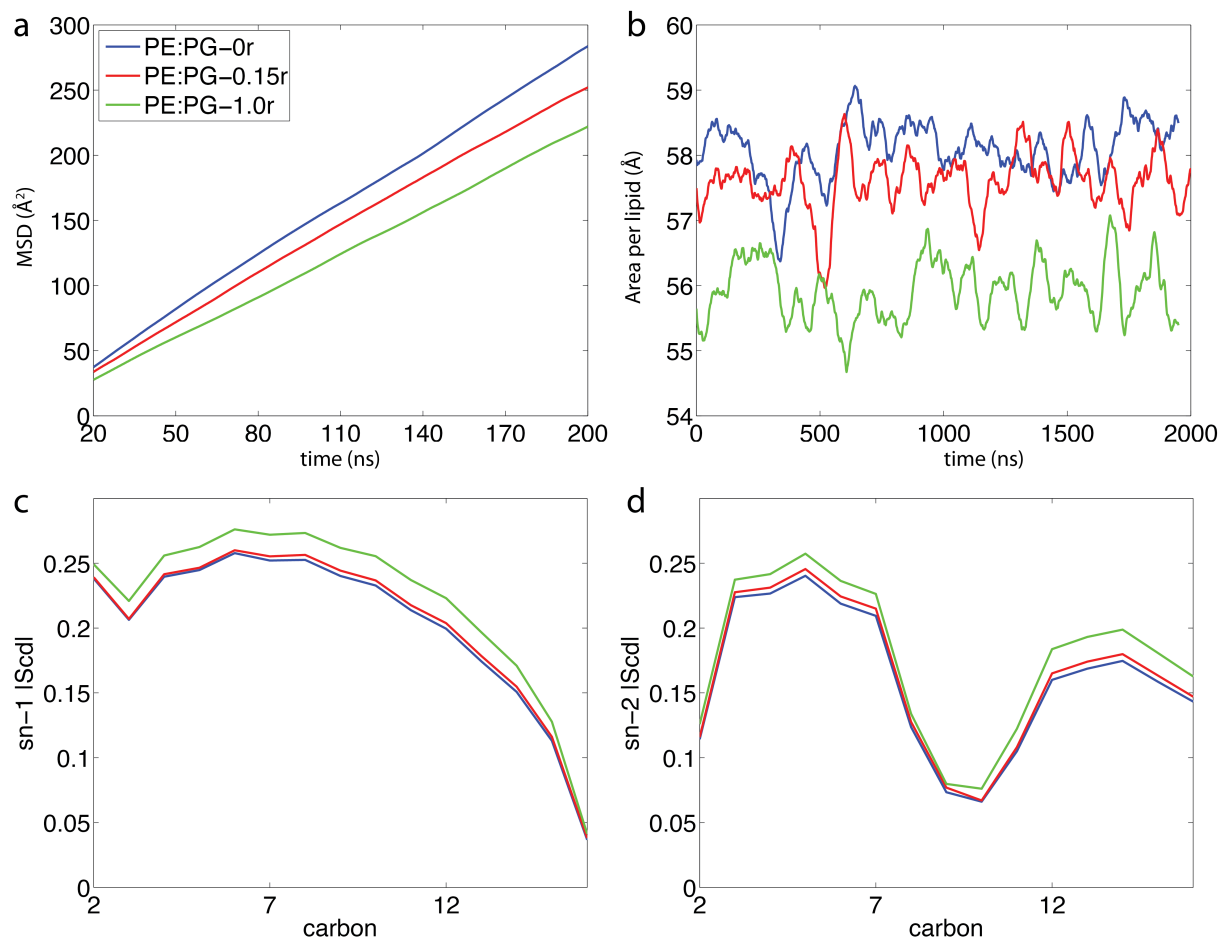 a
300
250
200
150
100
50
0
MSD (Å²)
PE:PG-0r
PE:PG-0.15r
PE:PG-1.0r
20 50 80 110 140 170 200
time (ns)
b
60
59
58
57
56
55
54
Area per lipid (Å)
0 500 1000 1500 2000
time (ns)
c
0.25
0.2
0.15
0.1
0.05
0
sn-1 |Scd|
2 7 12
carbon
d
0.25
0.2
0.15
0.1
0.05
0
sn-2 |Scd|
2 7 12
carbon